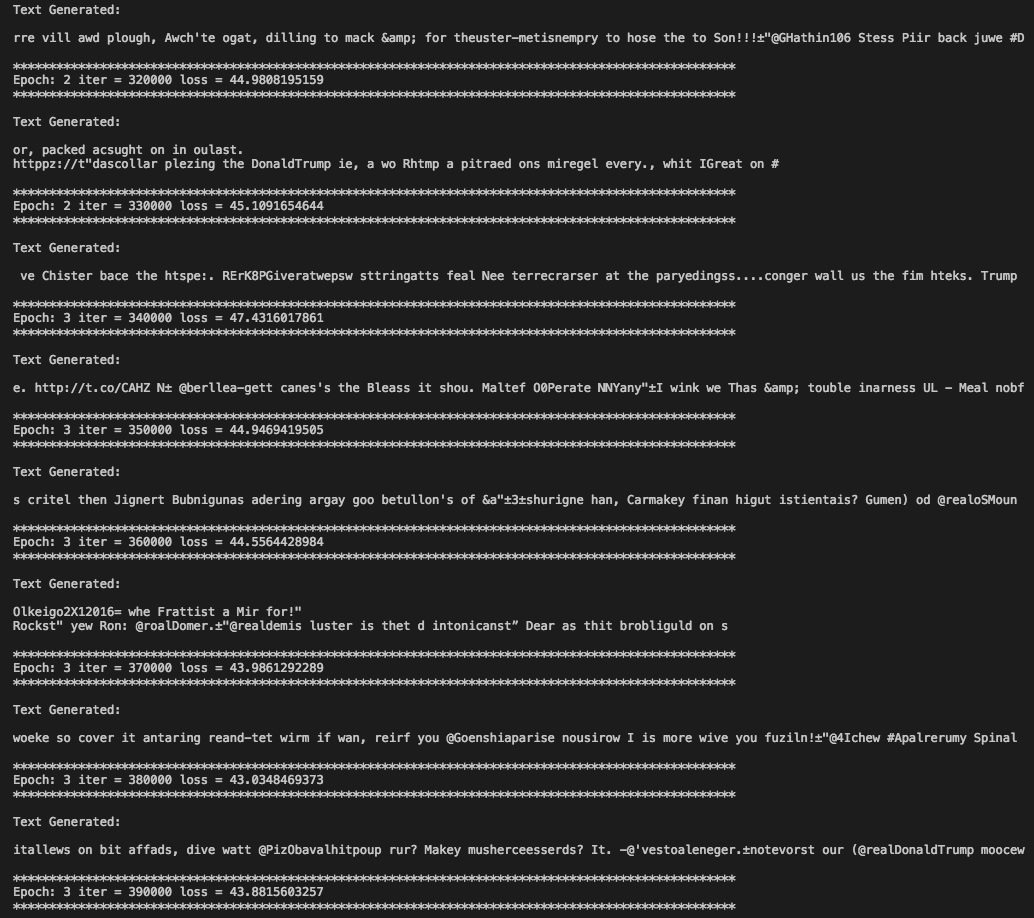 Text Generated:
rre vill awd plough, Awch'te ogat, dilling to mack &amp; for theuster-metisnempry to hose the to Son!!!±"@GHathin106 Stess Piir back juwe #D
****************************************************************************************************
Epoch: 2 iter = 320000 loss = 44.9808195159
****************************************************************************************************
Text Generated:
or, packed acsught on in oulast.
httppz://t"dascollar plezing the DonaldTrump ie, a wo Rhtmp a pitraed ons miregel every., whit IGreat on #
****************************************************************************************************
Epoch: 2 iter = 330000 loss = 45.1091654644
****************************************************************************************************
Text Generated:
ve Chister bace the htspe:. RErK8PGiveratwepsw sttringatts feal Nee terrecrarser at the paryedingss....conger wall us the fim hteks. Trump
****************************************************************************************************
Epoch: 3 iter = 340000 loss = 47.4316017861
****************************************************************************************************
Text Generated:
e. http://t.co/CAHZ N± @berllea-gett canes's the Bleass it shou. Maltef O0Perate NNYany"±I wink we Thas &amp; touble inarness UL - Meal nobf
****************************************************************************************************
Epoch: 3 iter = 350000 loss = 44.9469419505
****************************************************************************************************
Text Generated:
s critel then Jignert Bubnigunas adering argay goo betullon's of &a"±3±shurigne han, Carmakey finan higut istientais? Gumen) od @realoSMoun
****************************************************************************************************
Epoch: 3 iter = 360000 loss = 44.5564428984
****************************************************************************************************
Text Generated:
Olkeigo2X12016= whe Frattist a Mir for!"
Rockst" yew Ron: @roalDomer.±"@realdemis luster is thet d intonicanst” Dear as thit brobliguld on s
****************************************************************************************************
Epoch: 3 iter = 370000 loss = 43.9861292289
****************************************************************************************************
Text Generated:
woeke so cover it antaring reand-tet wirm if wan, reirf you @Goenshiaparise nousirow I is more wive you fuziln!±"@4Ichew #Apalrerumy Spinal
****************************************************************************************************
Epoch: 3 iter = 380000 loss = 43.0348469373
****************************************************************************************************
Text Generated:
itallews on bit affads, dive watt @PizObavalhitpoup rur? Makey musherceesserds? It. -@'vestoaleneger.±notevorst our (@realDonaldTrump moocew
****************************************************************************************************
Epoch: 3 iter = 390000 loss = 43.8815603257
****************************************************************************************************